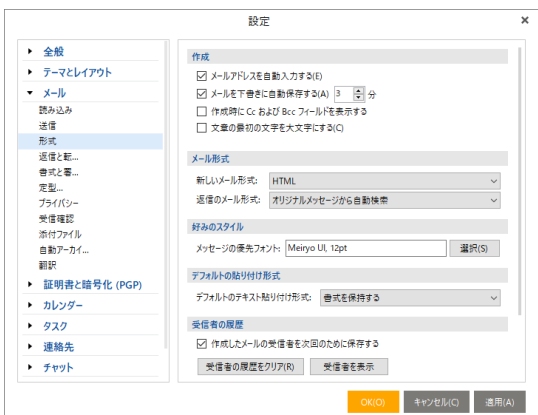 設定
全般
テーマとレイアウト
メール
読み込み
送信
形式
返信と転...
書式と署...
定型...
プライバシー
受信確認
添付ファイル
自動アーカイ...
翻訳
証明書と暗号化 (PGP)
カレンダー
タスク
連絡先
チャット
作成
メールアドレスを自動入力する(E)
メールを下書きに自動保存する(A) 3 分
作成時に Cc および Bcc フィールドを表示する
文章の最初の文字を大文字にする(C)
メール形式
新しいメール形式: HTML
返信のメール形式: オリジナルメッセージから自動検索
好みのスタイル
メッセージの優先フォント: Meiryo UI, 12pt 選択(S)
デフォルトの貼り付け形式
デフォルトのテキスト貼り付け形式: 書式を保持する
受信者の履歴
作成したメールの受信者を次回のために保存する
受信者の履歴をクリア(R) 受信者を表示
OK(O) キャンセル(C) 適用(A)